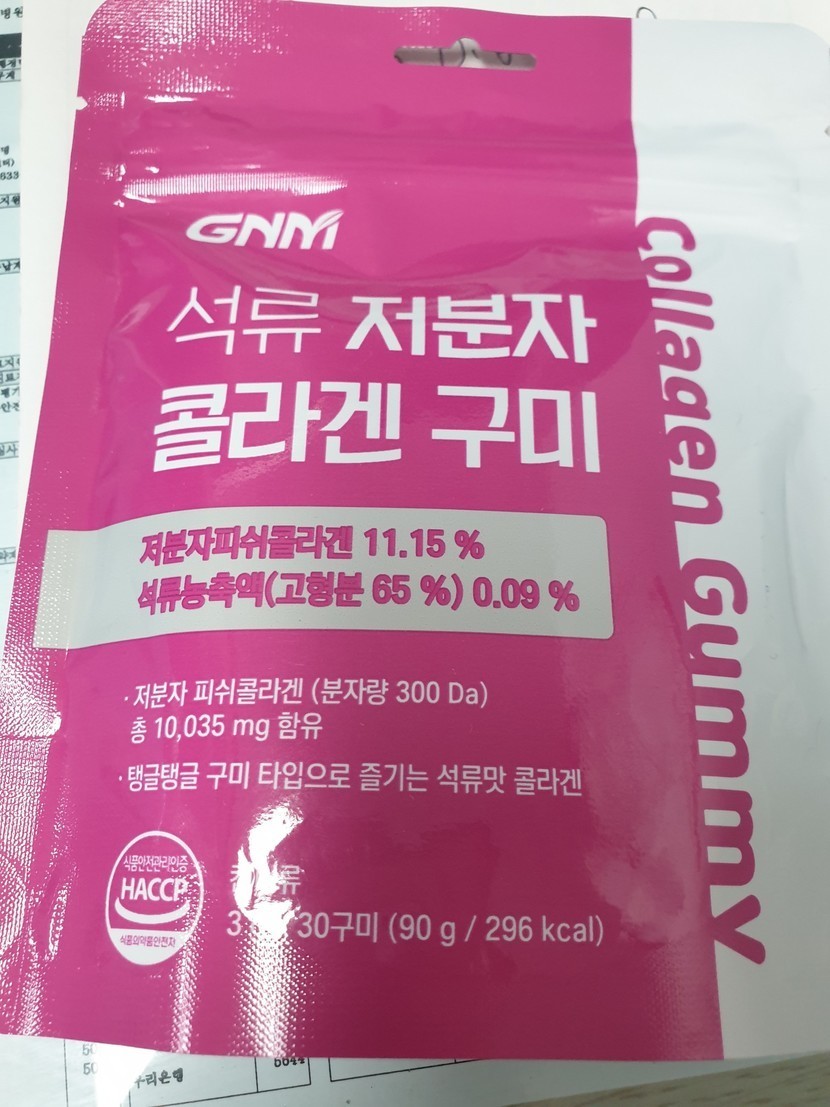 GNM
석류 저분자
콜라겐 구미
저분자피쉬콜라겐 11.15 %
석류농축액(고형분 65 %) 0.09 %
· 저분자 피쉬콜라겐 (분자량 300 Da)
총 10,035 mg 함유
· 탱글탱글 구미 타입으로 즐기는 석류맛 콜라겐
식품안전관리인증
HACCP
식품의약품안전처
30구미 (90 g / 296 kcal)
Collagen Gummy
우리은행